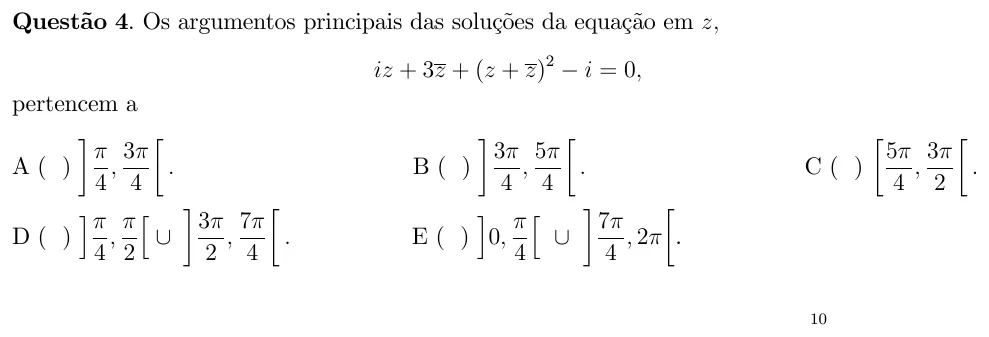 Questão 4. Os argumentos principais das soluções da equação em z,
iz + 3z̅ + (z + z̅)² − i = 0,
pertencem a
A ( ) ]π/4, 3π/4[. B ( ) ]3π/4, 5π/4[. C ( ) [5π/4, 3π/2[.
D ( ) ]π/4, π/2[ ∪ ]3π/2, 7π/4[. E ( ) ]0, π/4[ ∪ ]7π/4, 2π[.
10